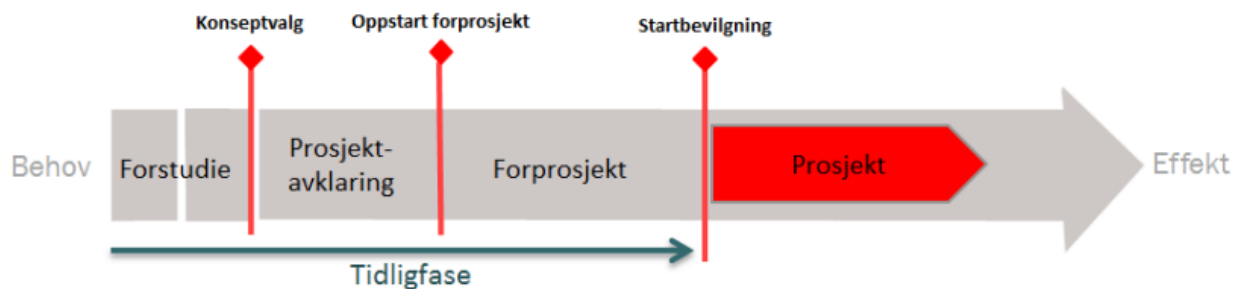 Konseptvalg
Oppstart forprosjekt
Startbevilgning
Behov
Forstudie
Prosjekt-
avklaring
Forprosjekt
Prosjekt
Effekt
Tidligfase